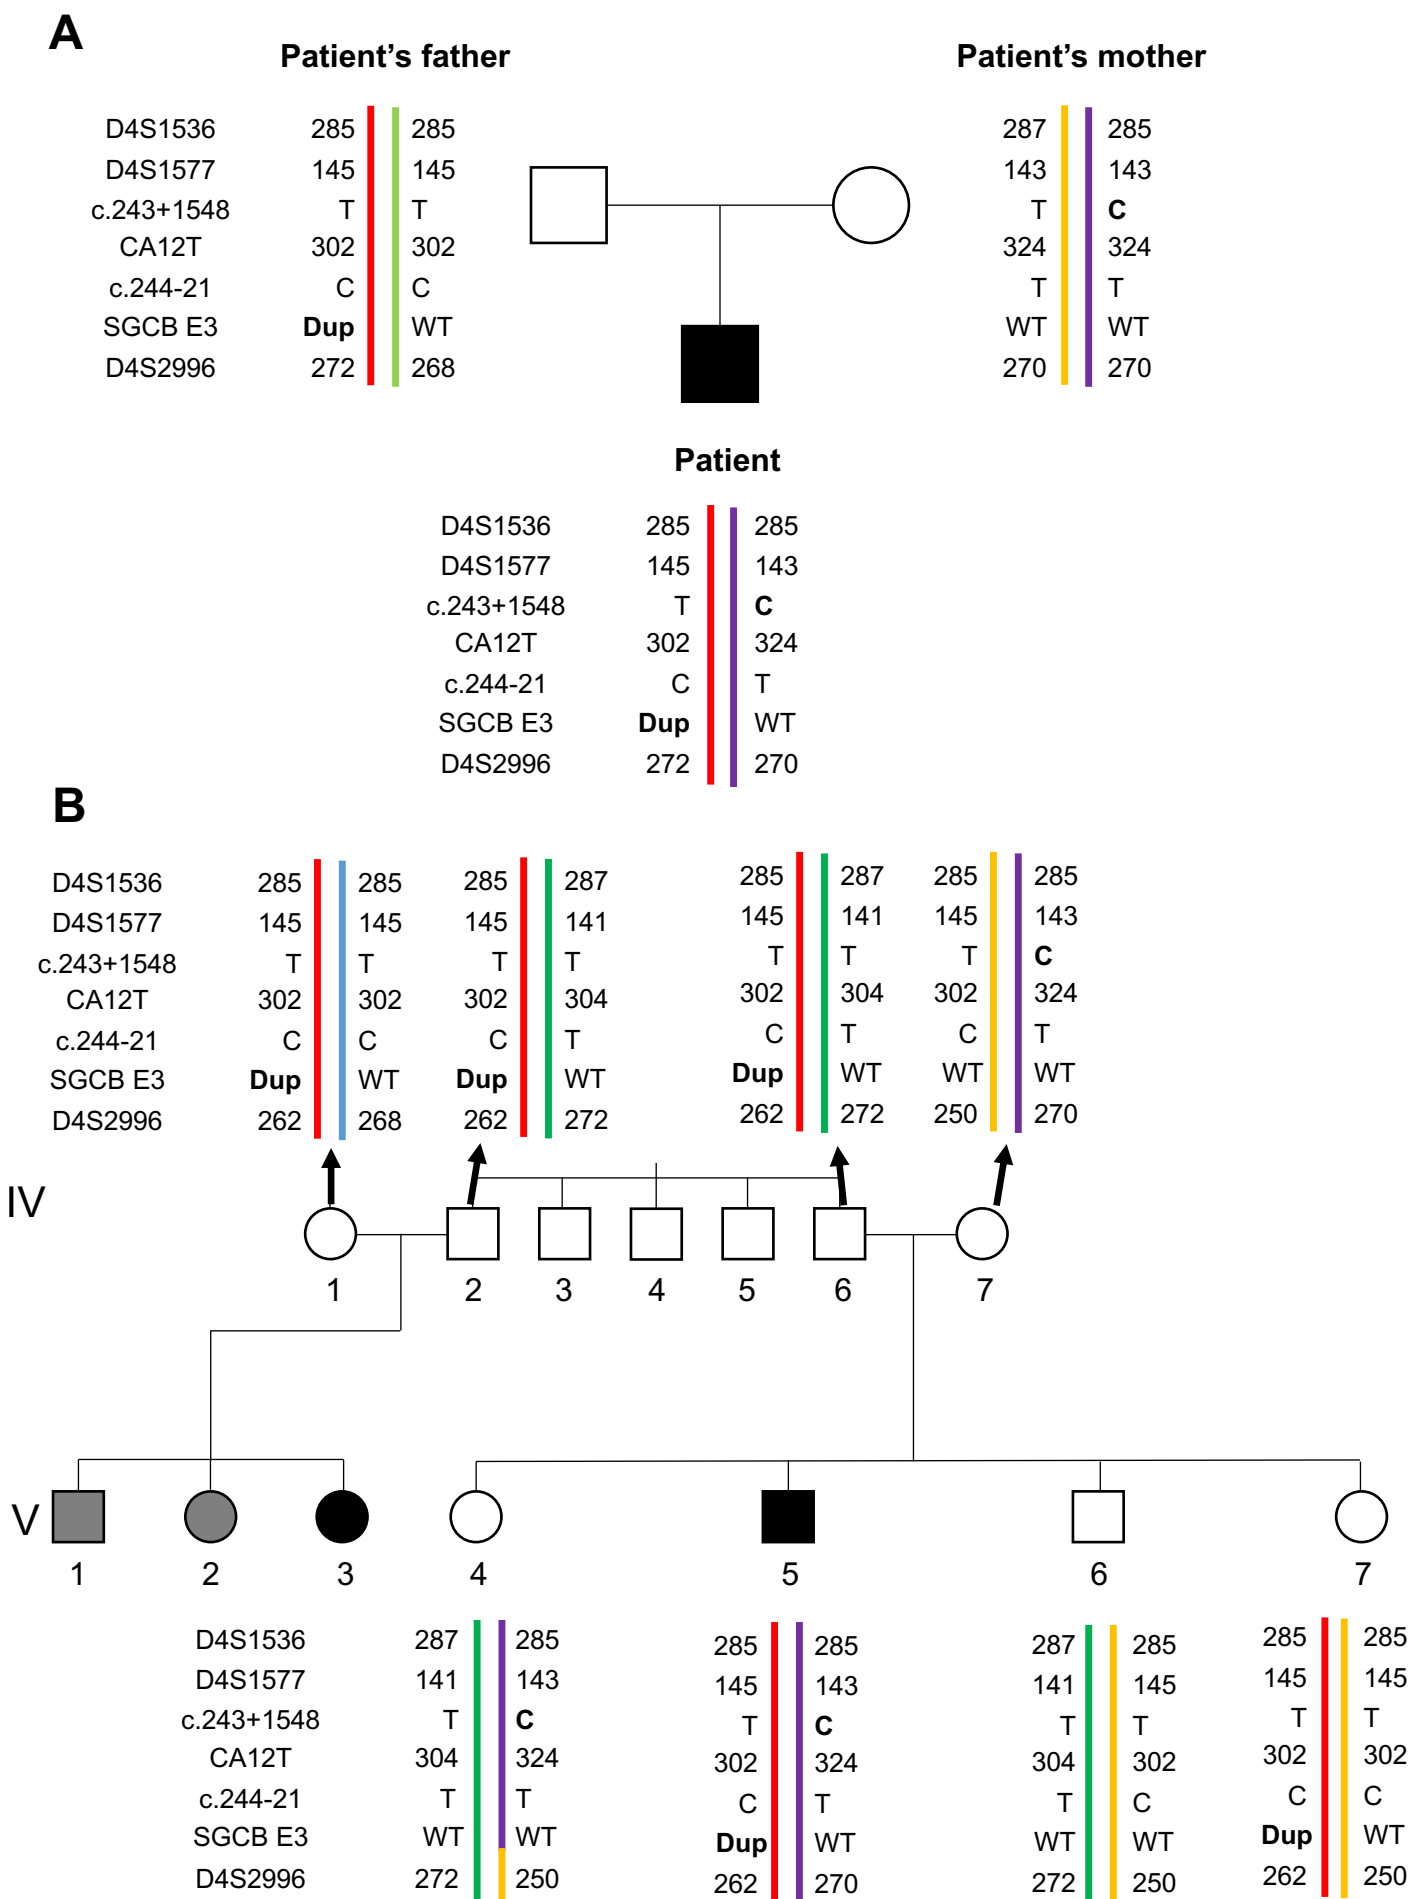 A
Patient's father Patient's mother
D4S1536 285 285 287 285
D4S1577 145 145 143 143
c.243+1548 T T T C
CA12T 302 302 324 324
c.244-21 C C T T
SGCB E3 Dup WT WT WT
D4S2996 272 268 270 270
Patient
D4S1536 285 285
D4S1577 145 143
c.243+1548 T C
CA12T 302 324
c.244-21 C T
SGCB E3 Dup WT
D4S2996 272 270
B
D4S1536 285 285 285 287 285 287 285 285
D4S1577 145 145 145 141 145 141 145 143
c.243+1548 T T T T T T T C
CA12T 302 302 302 304 302 304 302 324
c.244-21 C C C T C T C T
SGCB E3 Dup WT Dup WT Dup WT WT WT
D4S2996 262 268 262 272 262 272 250 270
IV
1 2 3 4 5 6 7
V
1 2 3 4 5 6 7
D4S1536 287 285 285 285 287 285 285 285
D4S1577 141 143 145 143 141 145 145 145
c.243+1548 T C T C T T T T
CA12T 304 324 302 324 304 302 302 302
c.244-21 T T C T T C C C
SGCB E3 WT WT Dup WT WT WT Dup WT
D4S2996 272 250 262 270 272 250 262 250